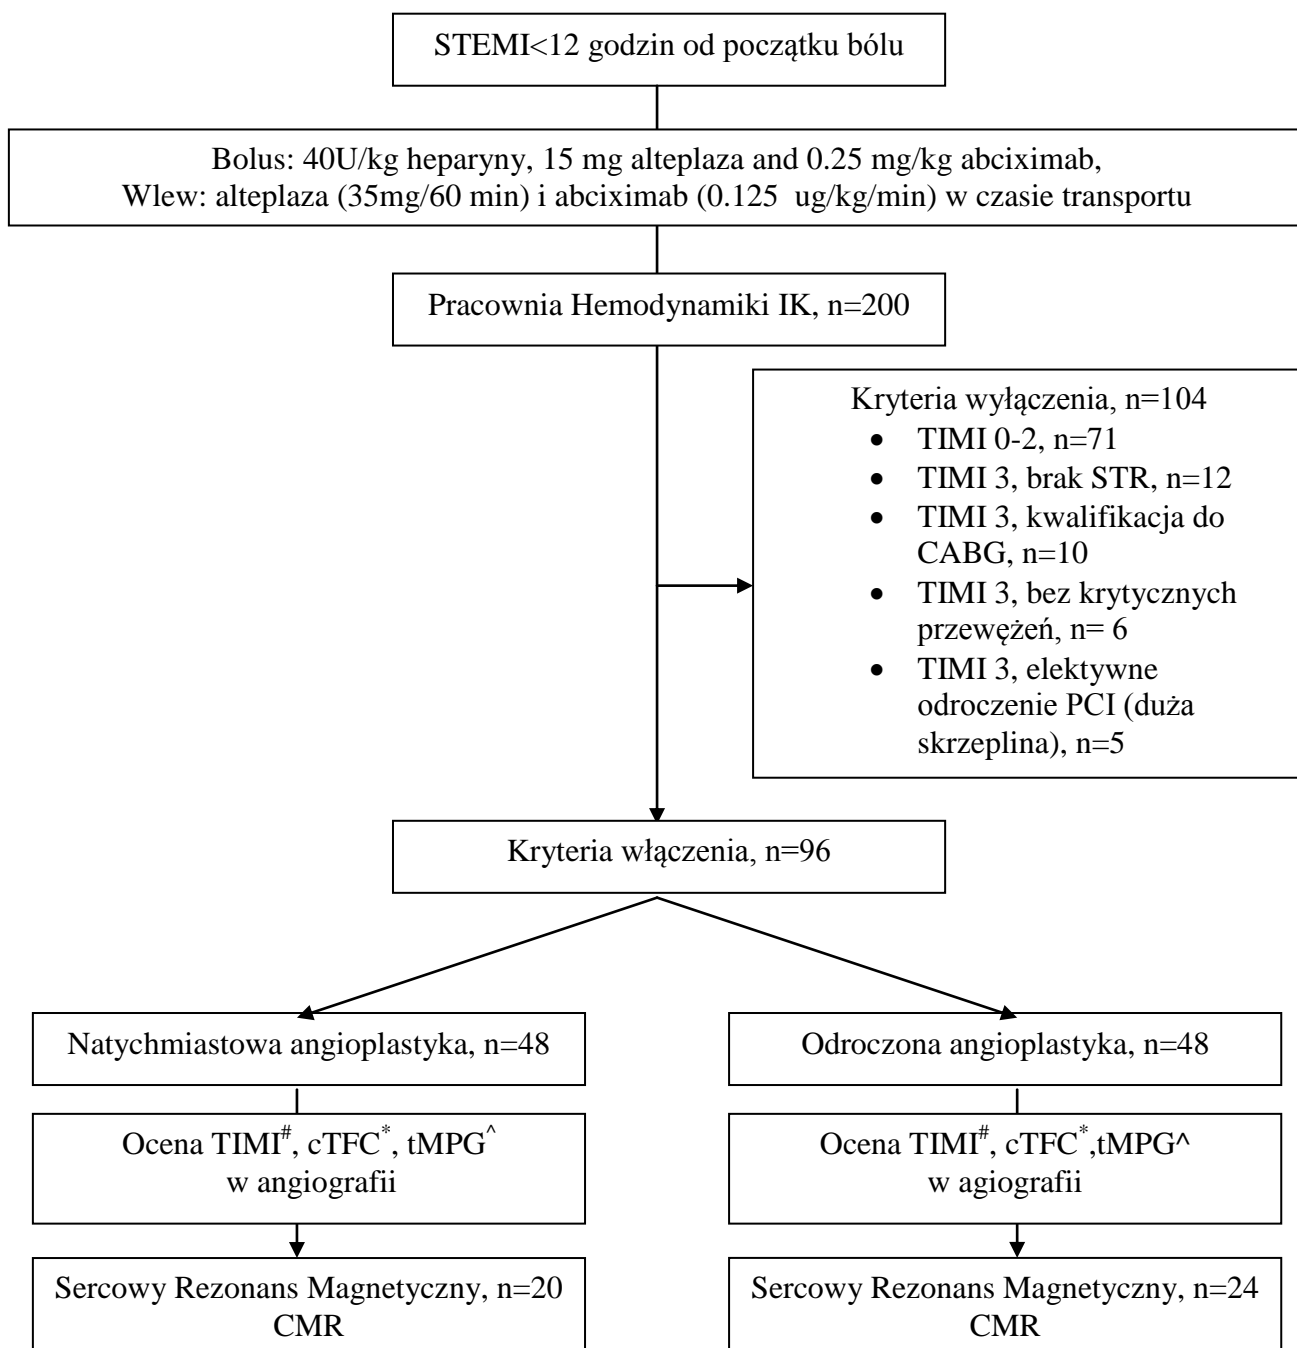 STEMI<12 godzin od początku bólu
Bolus: 40U/kg heparyny, 15 mg alteplaza and 0.25 mg/kg abciximab,
Wlew: alteplaza (35mg/60 min) i abciximab (0.125 ug/kg/min) w czasie transportu
Pracownia Hemodynamiki IK, n=200
Kryteria wyłączenia, n=104
• TIMI 0-2, n=71
• TIMI 3, brak STR, n=12
• TIMI 3, kwalifikacja do
CABG, n=10
• TIMI 3, bez krytycznych
przewężeń, n= 6
• TIMI 3, elektywne
odroczenie PCI (duża
skrzeplina), n=5
Kryteria włączenia, n=96
Natychmiastowa angioplastyka, n=48
Ocena TIMI#, cTFC*, tMPG^
w angiografii
Sercowy Rezonans Magnetyczny, n=20
CMR
Odroczona angioplastyka, n=48
Ocena TIMI#, cTFC*,tMPG^
w agiografii
Sercowy Rezonans Magnetyczny, n=24
CMR